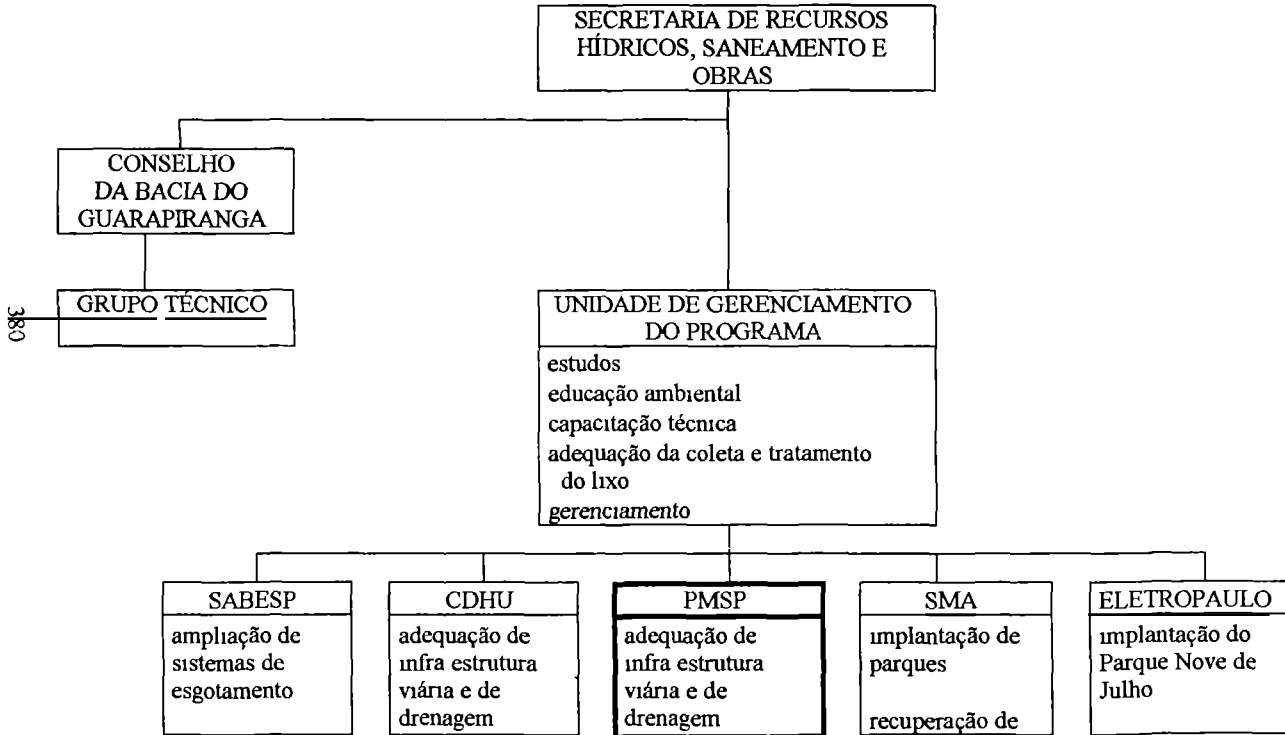 SECRETARIA DE RECURSOS
HÍDRICOS, SANEAMENTO E
OBRAS
CONSELHO
DA BACIA DO
GUARAPIRANGA
GRUPO TÉCNICO
380
UNIDADE DE GERENCIAMENTO
DO PROGRAMA
estudos
educação ambiental
capacitação técnica
adequação da coleta e tratamento
do lixo
gerenciamento
SABESP
ampliação de
sistemas de
esgotamento
CDHU
adequação de
infra estrutura
viária e de
drenagem
PMSP
adequação de
infra estrutura
viária e de
drenagem
SMA
implantação de
parques
recuperação de
ELETROPAULO
implantação do
Parque Nove de
Julho